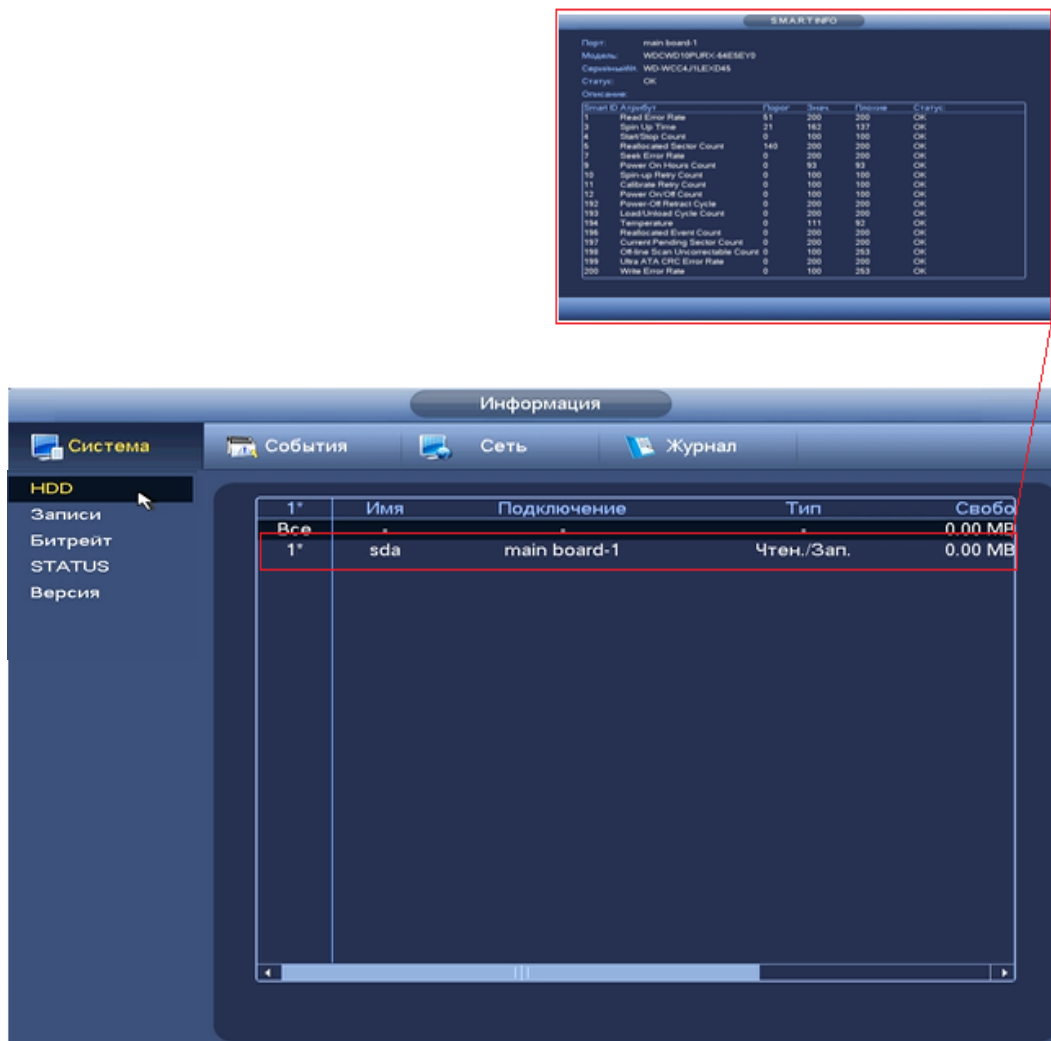 S.M.A.R.T INFO
Порт: main board-1
Модель: WDCWD10PURX-64E5EY0
WD-WCC4J1LEXD45
Статус: OK
Описание:
Smart ID Атрибут Порог Знач. Плохие Статус:
1 Read Error Rate 51 200 200 OK
3 Spin Up Time 21 162 137 OK
4 Start/Stop Count 0 100 100 OK
5 Reallocated Sector Count 140 200 200 OK
7 Seek Error Rate 0 200 200 OK
9 Power On Hours Count 0 93 93 OK
10 Spin-up Retry Count 0 100 100 OK
11 Calibrate Retry Count 0 100 100 OK
12 Power On/Off Count 0 100 100 OK
192 Power-Off Retract Cycle 0 200 200 OK
193 Load/Unload Cycle Count 0 200 200 OK
194 Temperature 0 111 92 OK
196 Reallocated Event Count 0 200 200 OK
197 Current Pending Sector Count 0 200 200 OK
198 Off-line Scan Uncorrectable Count 0 100 253 OK
199 Ultra ATA CRC Error Rate 0 200 200 OK
200 Write Error Rate 0 100 253 OK
Информация
Система События Сеть Журнал
HDD
Записи
Битрейт
STATUS
Версия
1* Имя Подключение Тип Свобо
Все - - - 0.00 MB
1* sda main board-1 Чтен./Зап. 0.00 MB